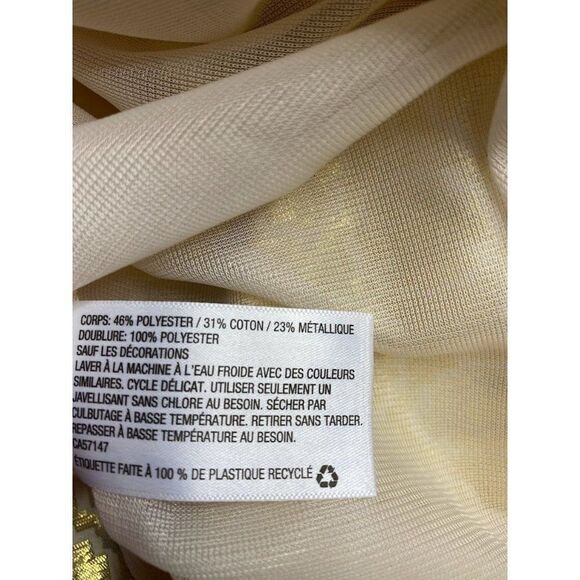 CORPS: 46% POLYESTER / 31% COTON / 23% MÉTALLIQUE
DOUBLURE: 100% POLYESTER
SAUF LES DÉCORATIONS
LAVER À LA MACHINE À L'EAU FROIDE AVEC DES COULEURS
SIMILAIRES. CYCLE DÉLICAT. UTILISER SEULEMENT UN
JAVELLISANT SANS CHLORE AU BESOIN. SÉCHER PAR
CULBUTAGE À BASSE TEMPÉRATURE. RETIRER SANS TARDER.
REPASSER À BASSE TEMPÉRATURE AU BESOIN.
CA57147
ÉTIQUETTE FAITE À 100 % DE PLASTIQUE RECYCLÉ